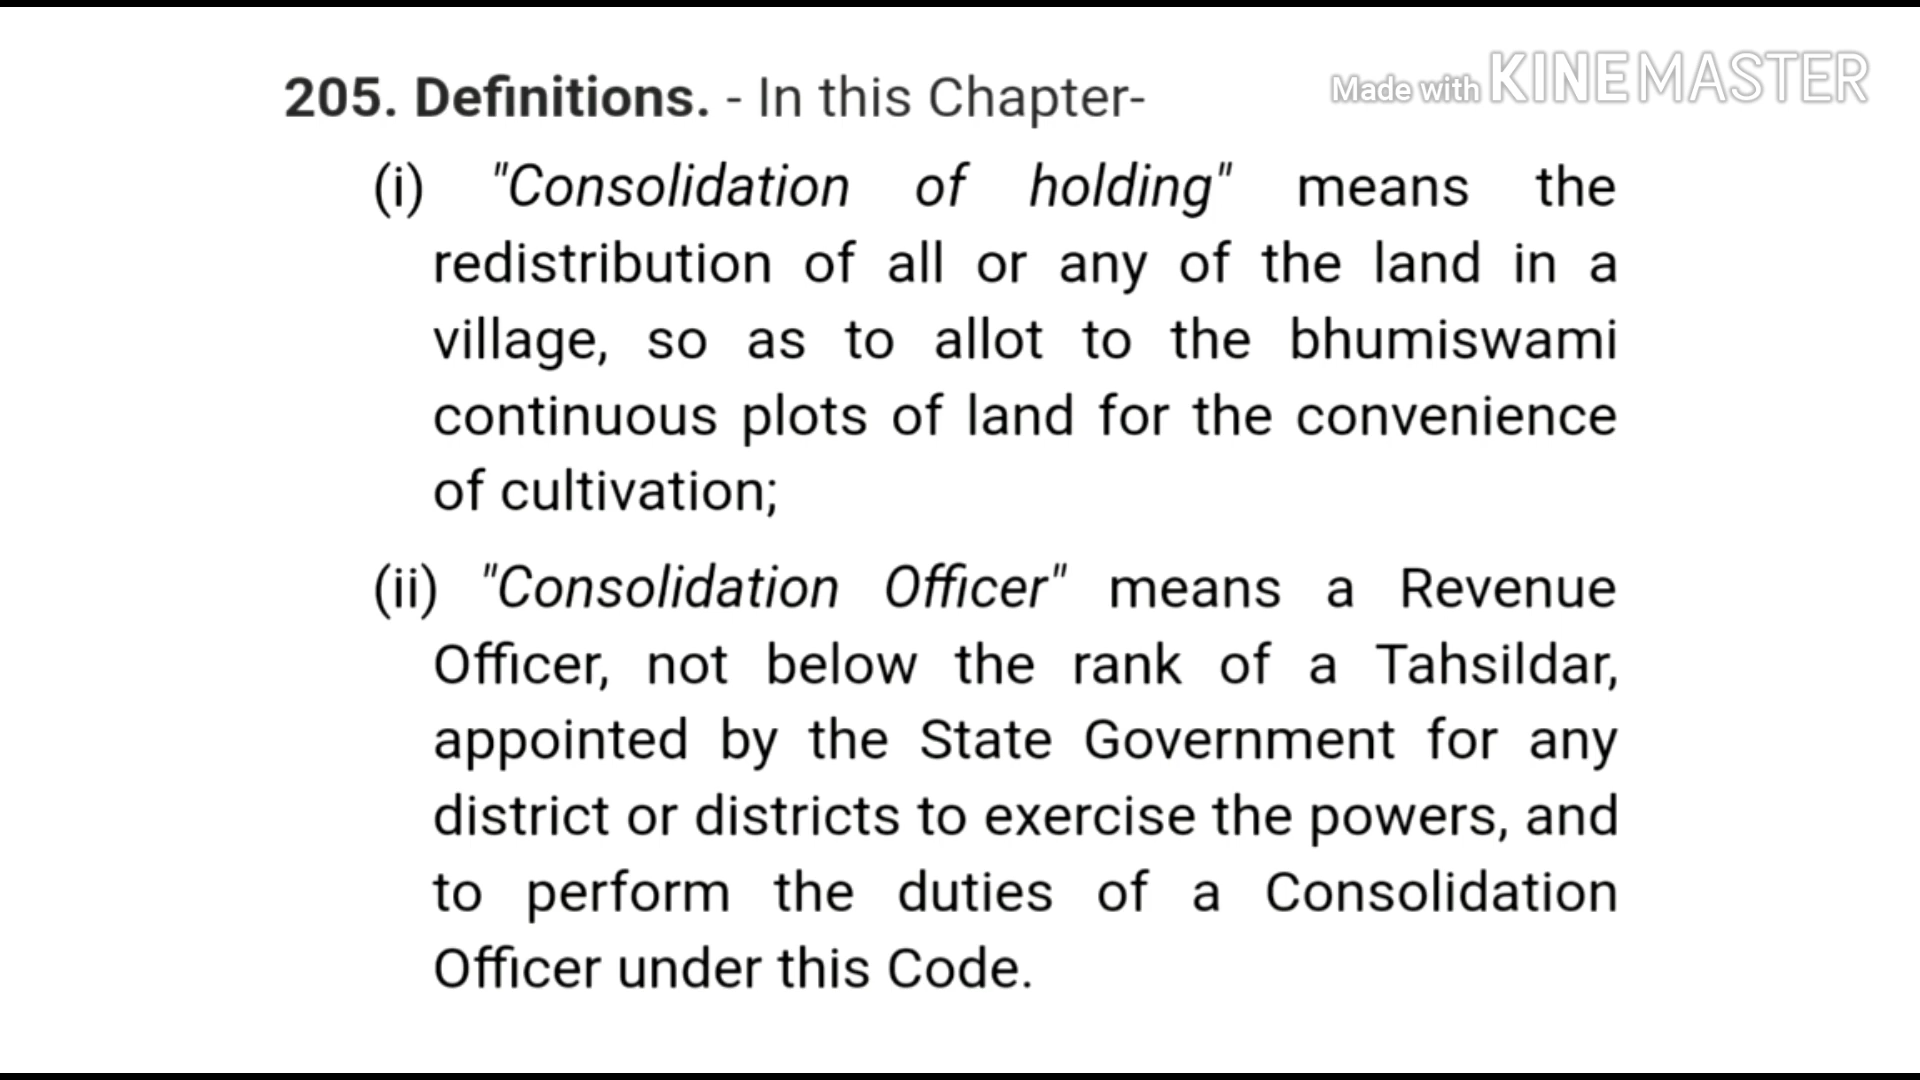 205. Definitions. - In this Chapter-
Made with KINEMASTER
(i) "Consolidation of holding" means the
redistribution of all or any of the land in a
village, so as to allot to the bhumiswami
continuous plots of land for the convenience
of cultivation;
(ii) "Consolidation Officer" means a Revenue
Officer, not below the rank of a Tahsildar,
appointed by the State Government for any
district or districts to exercise the powers, and
to perform the duties of a Consolidation
Officer under this Code.